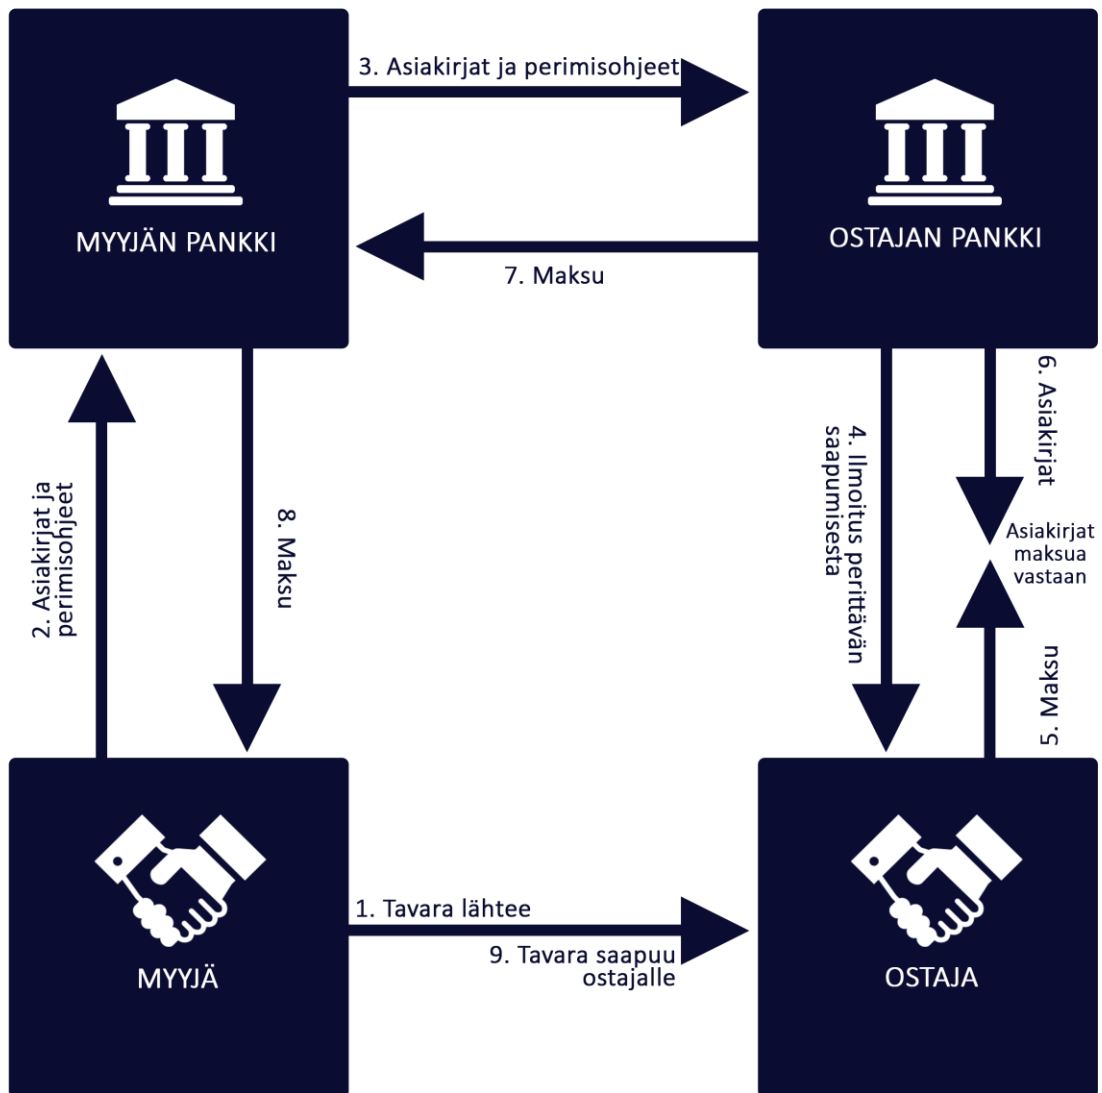 3. Asiakirjat ja perimisohjeet
MYYJÄN PANKKI
OSTAJAN PANKKI
7. Maksu
2. Asiakirjat ja
perimisohjeet
8. Maksu
4. Ilmoitus perittävän
saapumisesta
6. Asiakirjat
Asiakirjat
maksua
vastaan
5. Maksu
1. Tavara lähtee
9. Tavara saapuu
ostajalle
MYYJÄ
OSTAJA